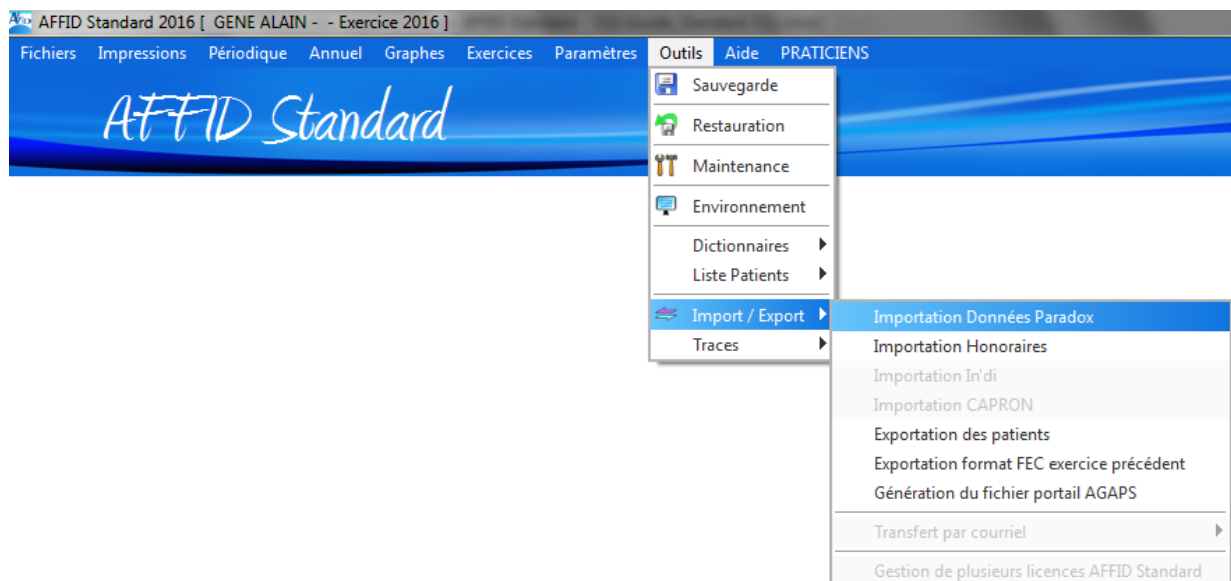 AFFID Standard 2016 [ GENE ALAIN - - Exercice 2016 ]
Fichiers Impressions Périodique Annuel Graphes Exercices Paramètres Outils Aide PRATICIENS
AFFID Standard
Sauvegarde
Restauration
Maintenance
Environnement
Dictionnaires
Liste Patients
Import / Export
Traces
Importation Données Paradox
Importation Honoraires
Importation In'di
Importation CAPRON
Exportation des patients
Exportation format FEC exercice précédent
Génération du fichier portail AGAPS
Transfert par courriel
Gestion de plusieurs licences AFFID Standard